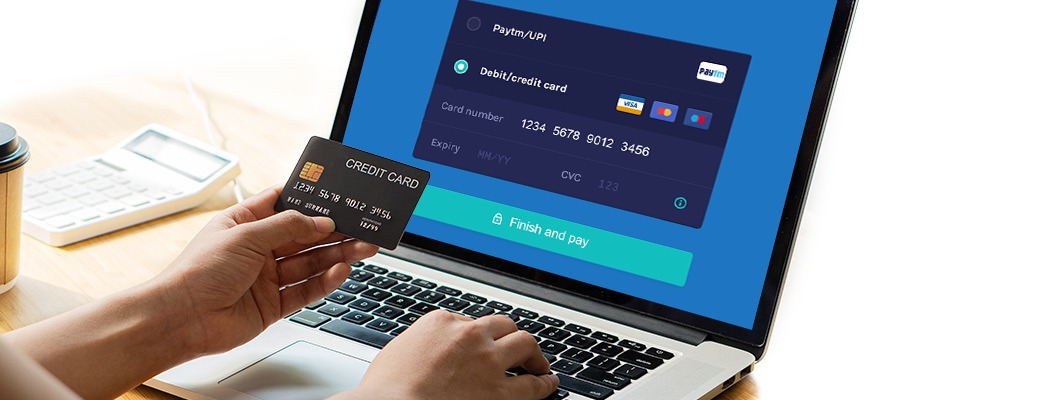 Paytm/UPI
paytm
Debit/credit card
VISA
Card number 1234 5678 9012 3456
Expiry MM/YY CVC 123
Finish and pay
CREDIT CARD
1234 5678 9012 3456